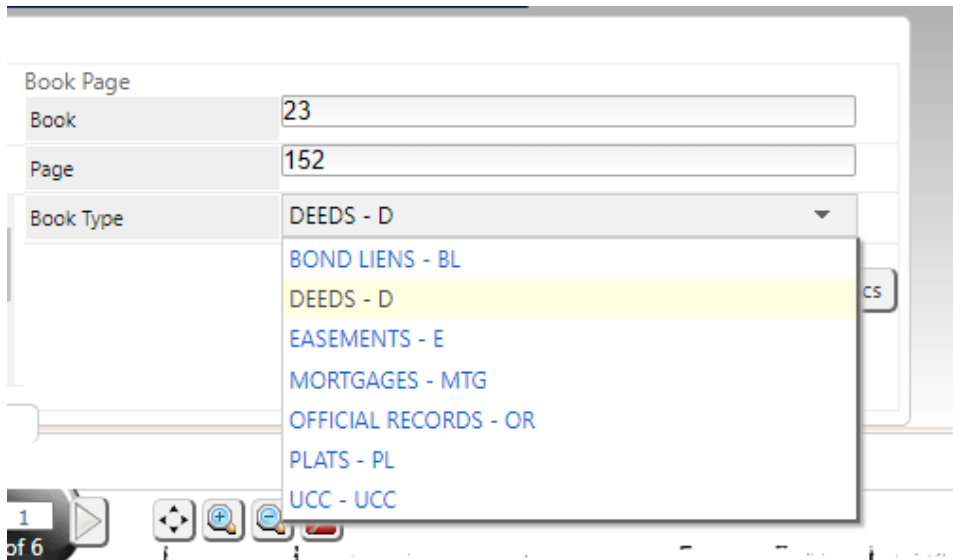 Book Page
Book 23
Page 152
Book Type DEEDS - D
BOND LIENS - BL
DEEDS - D
cs
EASEMENTS - E
MORTGAGES - MTG
OFFICIAL RECORDS - OR
PLATS - PL
UCC - UCC
1
of 6